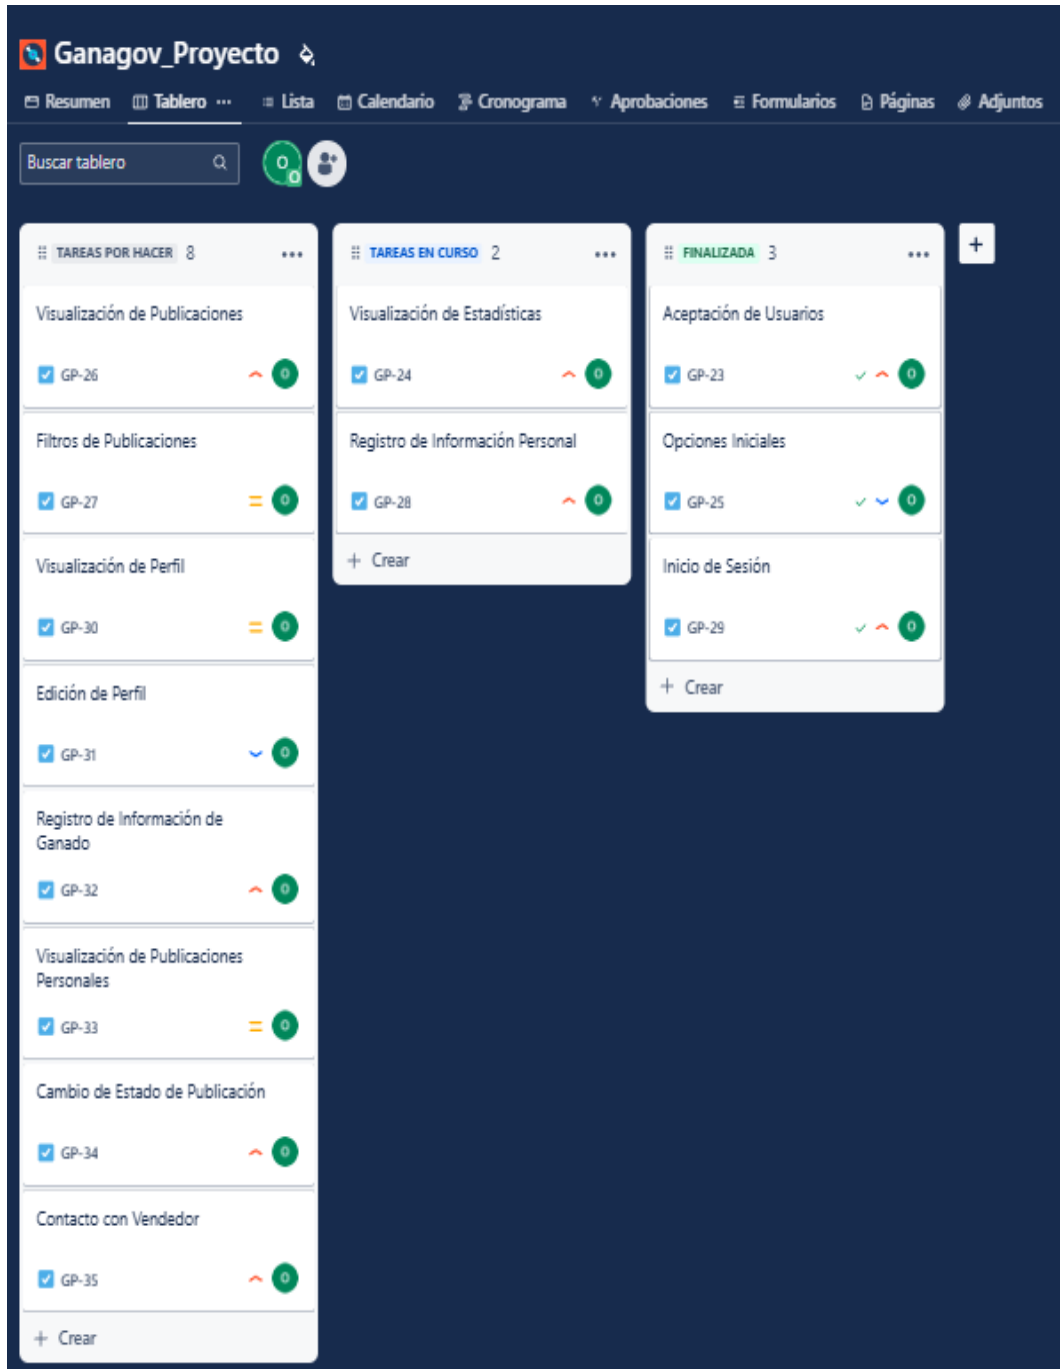 Ganagov_Proyecto
Resumen Tablero Lista Calendario Cronograma Aprobaciones Formularios Páginas Adjuntos
Buscar tablero
O
O
TAREAS POR HACER 8
Visualización de Publicaciones
GP-26 O
Filtros de Publicaciones
GP-27 O
Visualización de Perfil
GP-30 O
Edición de Perfil
GP-31 O
Registro de Información de
Ganado
GP-32 O
Visualización de Publicaciones
Personales
GP-33 O
Cambio de Estado de Publicación
GP-34 O
Contacto con Vendedor
GP-35 O
+ Crear
TAREAS EN CURSO 2
Visualización de Estadísticas
GP-24 O
Registro de Información Personal
GP-28 O
+ Crear
FINALIZADA 3
Aceptación de Usuarios
GP-23 O
Opciones Iniciales
GP-25 O
Inicio de Sesión
GP-29 O
+ Crear
+